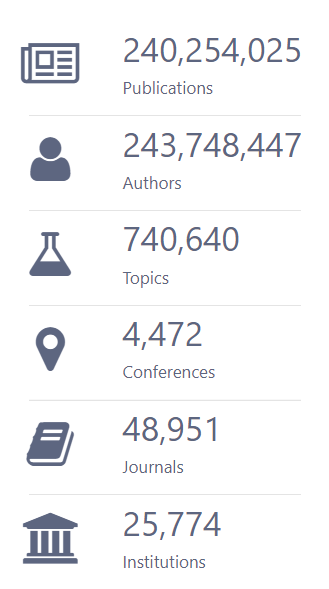 240,254,025
Publications
243,748,447
Authors
740,640
Topics
4,472
Conferences
48,951
Journals
25,774
Institutions